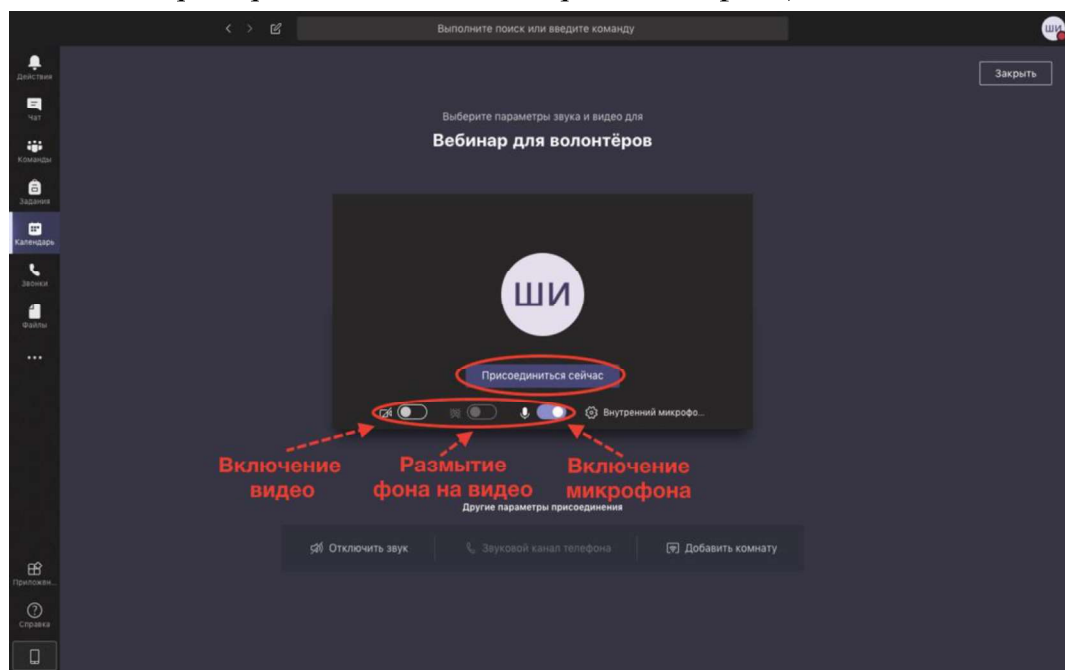 Выполните поиск или введите команду
ШИ
Действия
Чат
Команды
Задания
Календарь
Звонки
Файлы
Приложен...
Справка
Закрыть
Выберите параметры звука и видео для
Вебинар для волонтёров
ШИ
Присоединиться сейчас
Внутренний микрофо...
Включение видео
Размытие фона на видео
Включение микрофона
Другие параметры присоединения
Отключить звук
Звуковой канал телефона
Добавить комнату